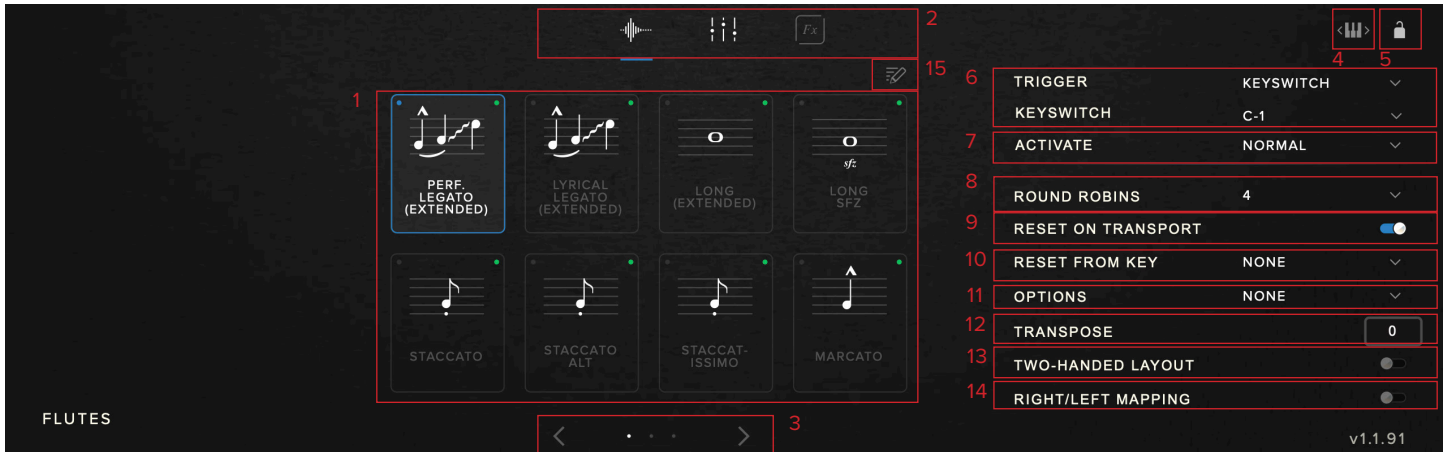 2
Fx
4
5
15
6
TRIGGER KEYSWITCH
KEYSWITCH C-1
7
ACTIVATE NORMAL
8
ROUND ROBINS 4
9
RESET ON TRANSPORT
10
RESET FROM KEY NONE
11
OPTIONS NONE
12
TRANSPOSE 0
13
TWO-HANDED LAYOUT
14
RIGHT/LEFT MAPPING
1
PERF.
LEGATO
(EXTENDED)
LYRICAL
LEGATO
(EXTENDED)
LONG
(EXTENDED)
sfz
LONG
SFZ
STACCATO
STACCATO
ALT
STACCAT-
ISSIMO
MARCATO
3
FLUTES
v1.1.91